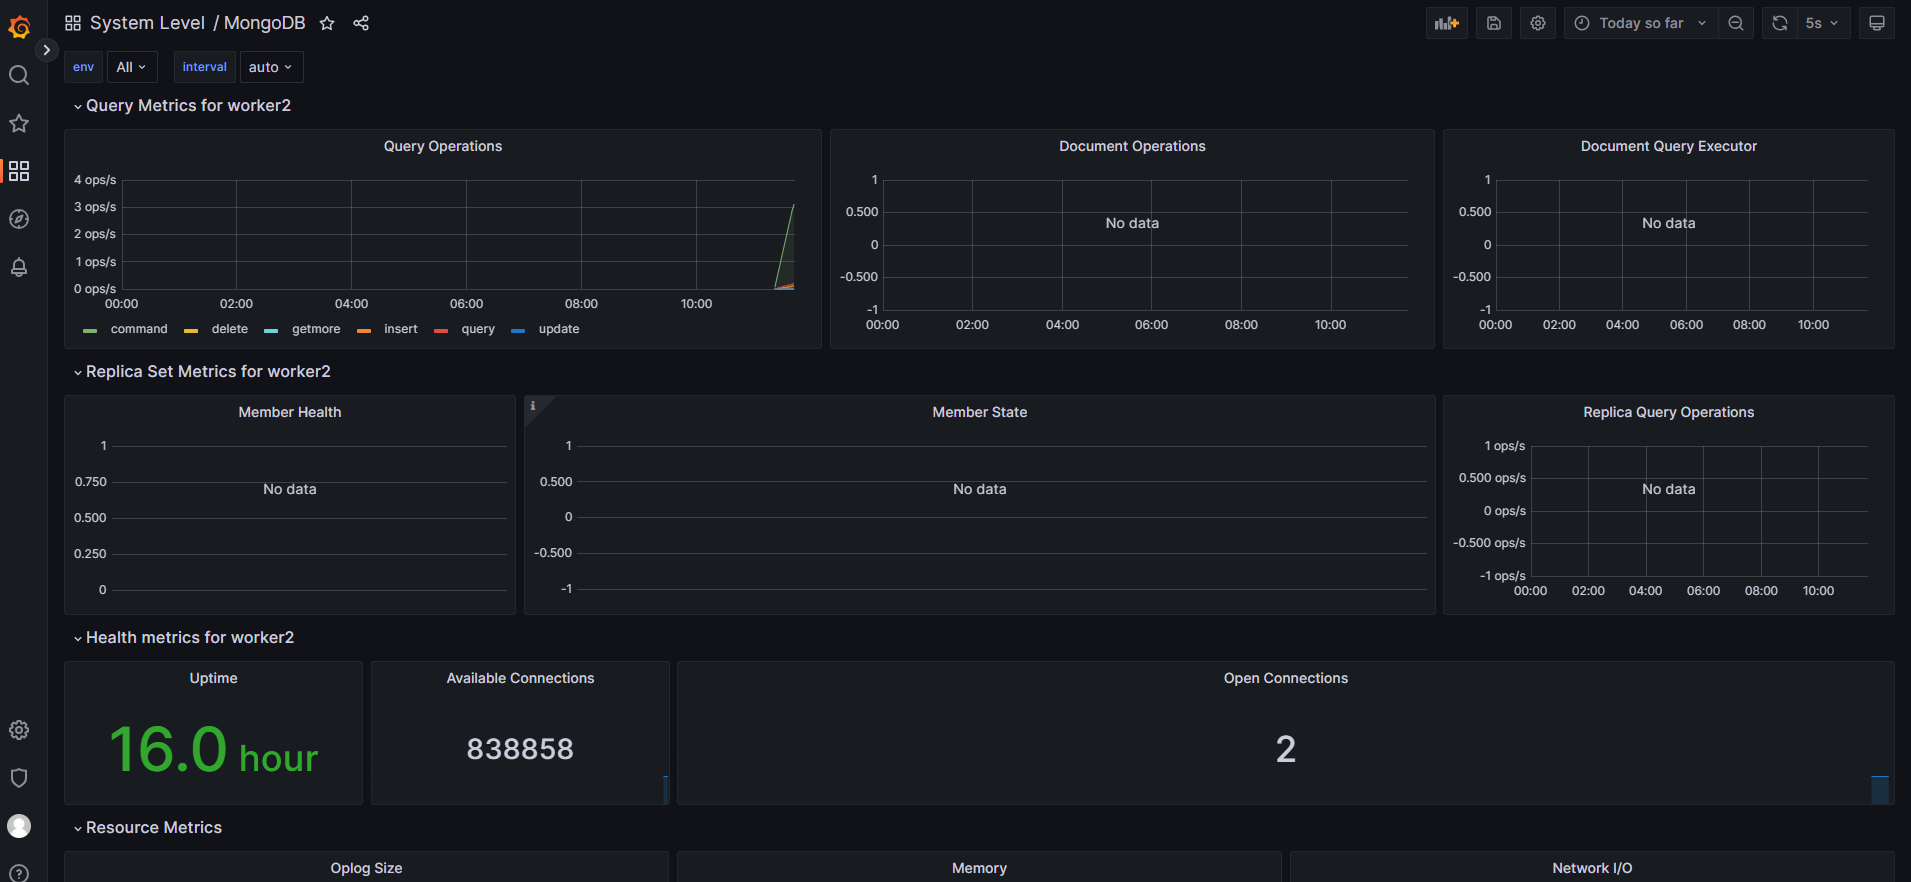 System Level / MongoDB
Today so far
5s
env All interval auto
Query Metrics for worker2
Query Operations
4 ops/s
3 ops/s
2 ops/s
1 ops/s
0 ops/s
00:00 02:00 04:00 06:00 08:00 10:00
command delete getmore insert query update
Document Operations
1
0.500
0
-0.500
-1
No data
00:00 02:00 04:00 06:00 08:00 10:00
Document Query Executor
1
0.500
0
-0.500
-1
No data
00:00 02:00 04:00 06:00 08:00 10:00
Replica Set Metrics for worker2
Member Health
1
0.750
0.500
0.250
0
No data
i
Member State
1
0.500
0
-0.500
-1
No data
Replica Query Operations
1 ops/s
0.500 ops/s
0 ops/s
-0.500 ops/s
-1 ops/s
No data
00:00 02:00 04:00 06:00 08:00 10:00
Health metrics for worker2
Uptime
16.0 hour
Available Connections
838858
Open Connections
2
Resource Metrics
Oplog Size
Memory
Network I/O